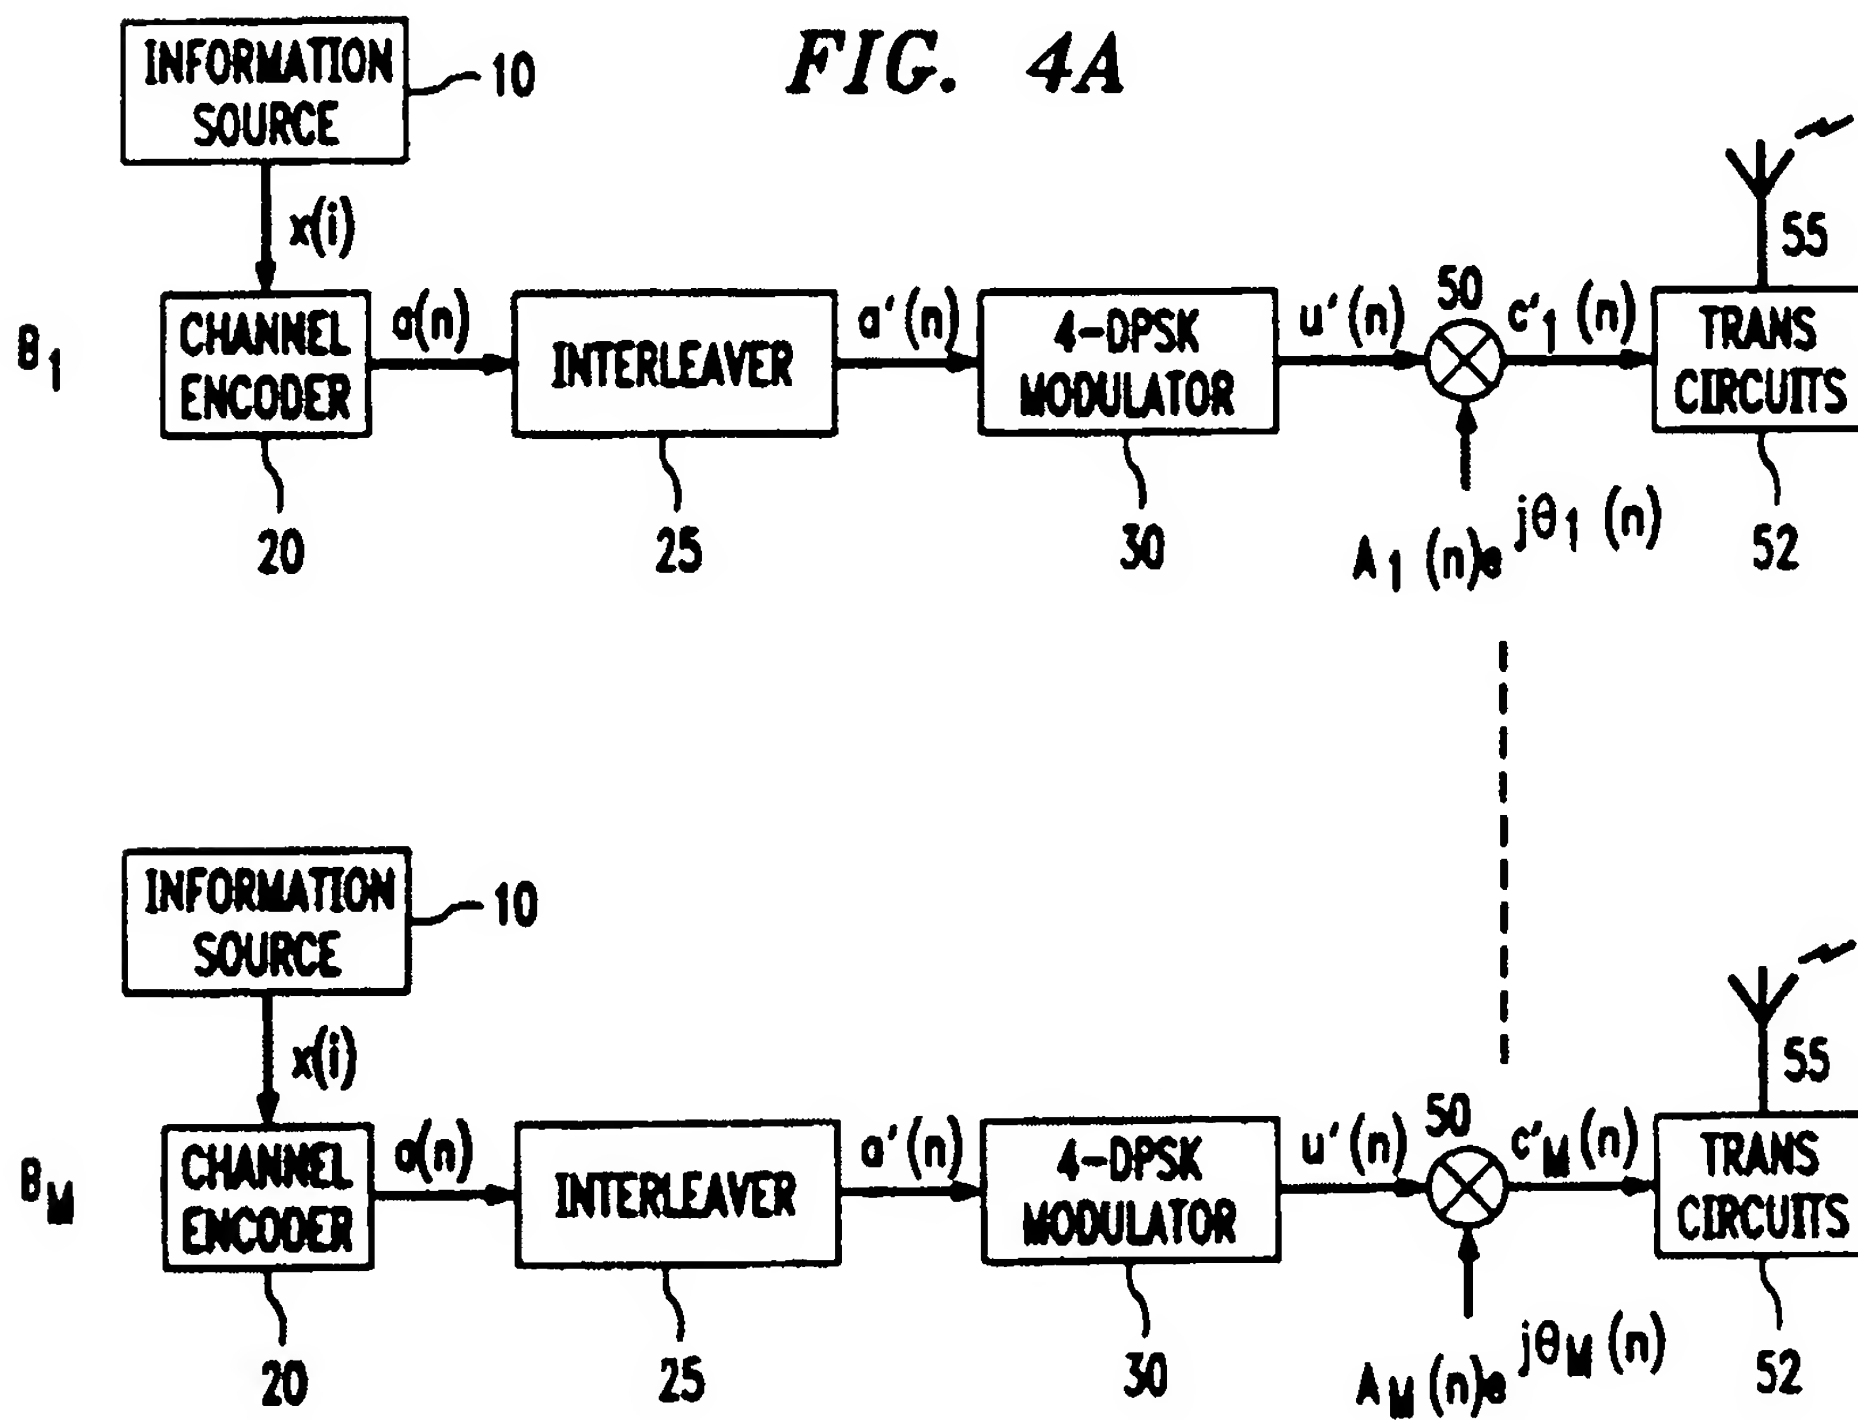 FIG. 4A
INFORMATION
SOURCE
10
x(i)
55
B1
CHANNEL
ENCODER
a(n)
INTERLEAVER
a'(n)
4-DPSK
MODULATOR
u'(n)
50
c'1 (n)
TRANS
CIRCUITS
20
25
30
A1 (n)e jθ1 (n)
52
INFORMATION
SOURCE
10
x(i)
55
BM
CHANNEL
ENCODER
a(n)
INTERLEAVER
a'(n)
4-DPSK
MODULATOR
u'(n)
50
c'M (n)
TRANS
CIRCUITS
20
25
30
AM (n)e jθM (n)
52